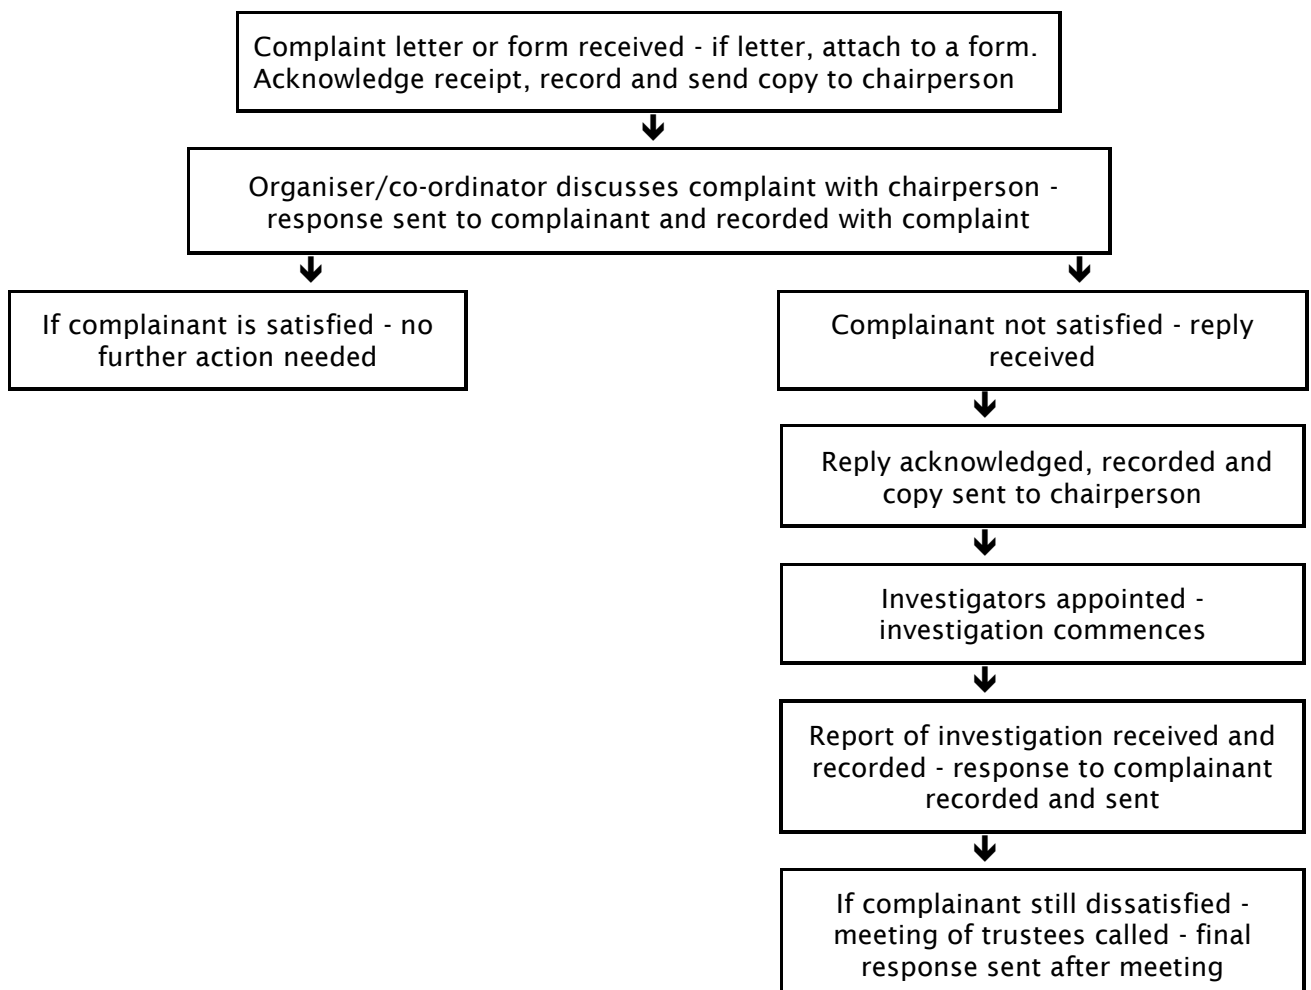 Complaint letter or form received - if letter, attach to a form.
Acknowledge receipt, record and send copy to chairperson
Organiser/co-ordinator discusses complaint with chairperson -
response sent to complainant and recorded with complaint
If complainant is satisfied - no
further action needed
Complainant not satisfied - reply
received
Reply acknowledged, recorded and
copy sent to chairperson
Investigators appointed -
investigation commences
Report of investigation received and
recorded - response to complainant
recorded and sent
If complainant still dissatisfied -
meeting of trustees called - final
response sent after meeting